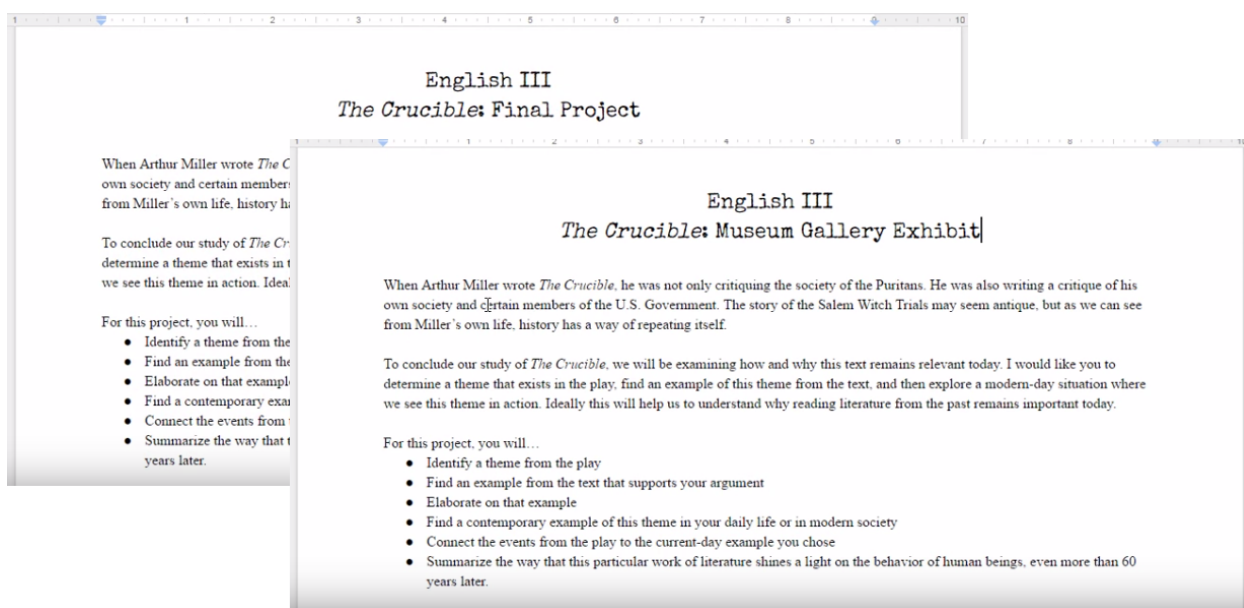 English III
The Crucible: Final Project
When Arthur Miller wrote The C
own society and certain member
from Miller's own life, history h
To conclude our study of The Cr
determine a theme that exists in t
we see this theme in action. Idea
For this project, you will…
● Identify a theme from the
● Find an example from the
● Elaborate on that exampl
● Find a contemporary exa
● Connect the events from
● Summarize the way that t
years later.
English III
The Crucible: Museum Gallery Exhibit
When Arthur Miller wrote The Crucible, he was not only critiquing the society of the Puritans. He was also writing a critique of his
own society and certain members of the U.S. Government. The story of the Salem Witch Trials may seem antique, but as we can see
from Miller's own life, history has a way of repeating itself.
To conclude our study of The Crucible, we will be examining how and why this text remains relevant today. I would like you to
determine a theme that exists in the play, find an example of this theme from the text, and then explore a modern-day situation where
we see this theme in action. Ideally this will help us to understand why reading literature from the past remains important today.
For this project, you will…
● Identify a theme from the play
● Find an example from the text that supports your argument
● Elaborate on that example
● Find a contemporary example of this theme in your daily life or in modern society
● Connect the events from the play to the current-day example you chose
● Summarize the way that this particular work of literature shines a light on the behavior of human beings, even more than 60
years later.